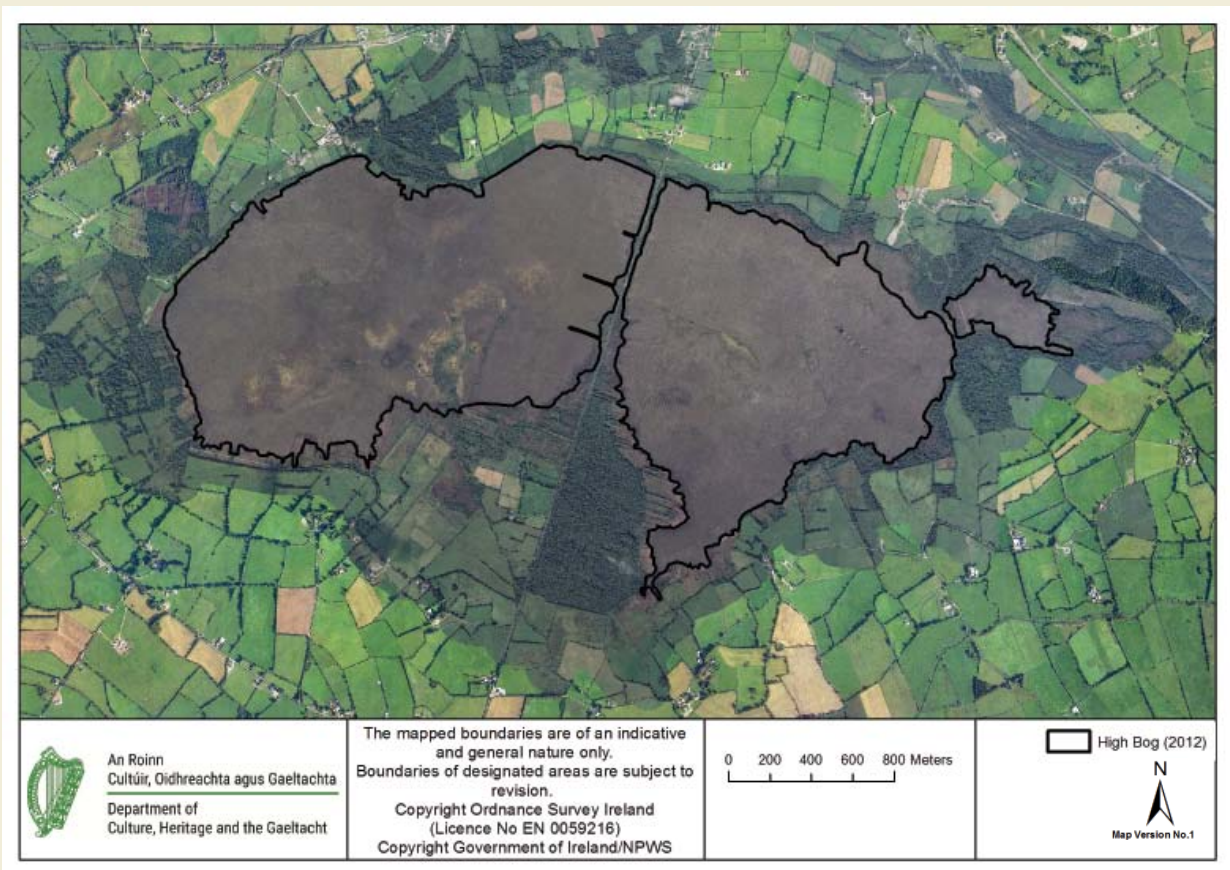 An Roinn
Cultúir, Oidhreachta agus Gaeltachta
Department of
Culture, Heritage and the Gaeltacht
The mapped boundaries are of an indicative
and general nature only.
Boundaries of designated areas are subject to
revision.
Copyright Ordnance Survey Ireland
(Licence No EN 0059216)
Copyright Government of Ireland/NPWS
0 200 400 600 800 Meters
High Bog (2012)
N
Map Version No.1